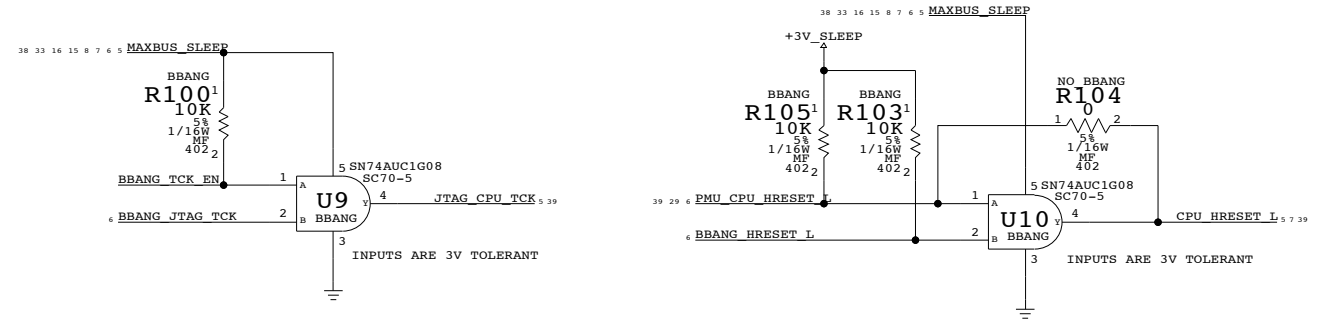 38 33 16 15 8 7 6 5 MAXBUS_SLEEP
BBANG
R100
1
10K
5%
1/16W
MF
402
2
BBANG_TCK_EN
1
A
6 BBANG_JTAG_TCK
2
B
5 SN74AUC1G08
SC70-5
U9
BBANG
Y
4
JTAG_CPU_TCK 5 39
3
INPUTS ARE 3V TOLERANT
38 33 16 15 8 7 6 5 MAXBUS_SLEEP
+3V_SLEEP
BBANG
R105
1
10K
5%
1/16W
MF
402
2
BBANG
R103
1
10K
5%
1/16W
MF
402
2
NO_BBANG
R104
0
1
2
5%
1/16W
MF
402
39 29 6 PMU_CPU_HRESET_L
1
A
6 BBANG_HRESET_L
2
B
5 SN74AUC1G08
SC70-5
U10
BBANG
Y
4
CPU_HRESET_L 5 7 39
3
INPUTS ARE 3V TOLERANT